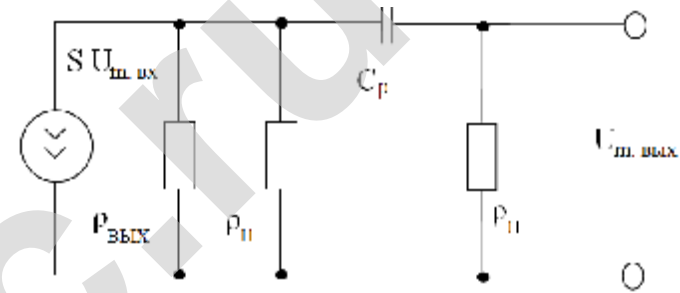 S U m. вх
C p
U m. вых
ρ вых
ρ н
ρ н